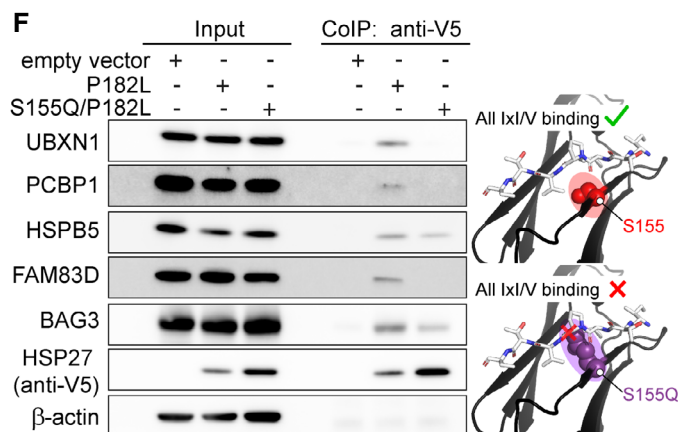 F
Input CoIP: anti-V5
empty vector + - - + - -
P182L - + - - + -
S155Q/P182L - - + - - +
UBXN1
PCBP1
HSPB5
FAM83D
BAG3
HSP27
(anti-V5)
β-actin
All IxI/V binding ✓
S155
All IxI/V binding ✗
S155Q